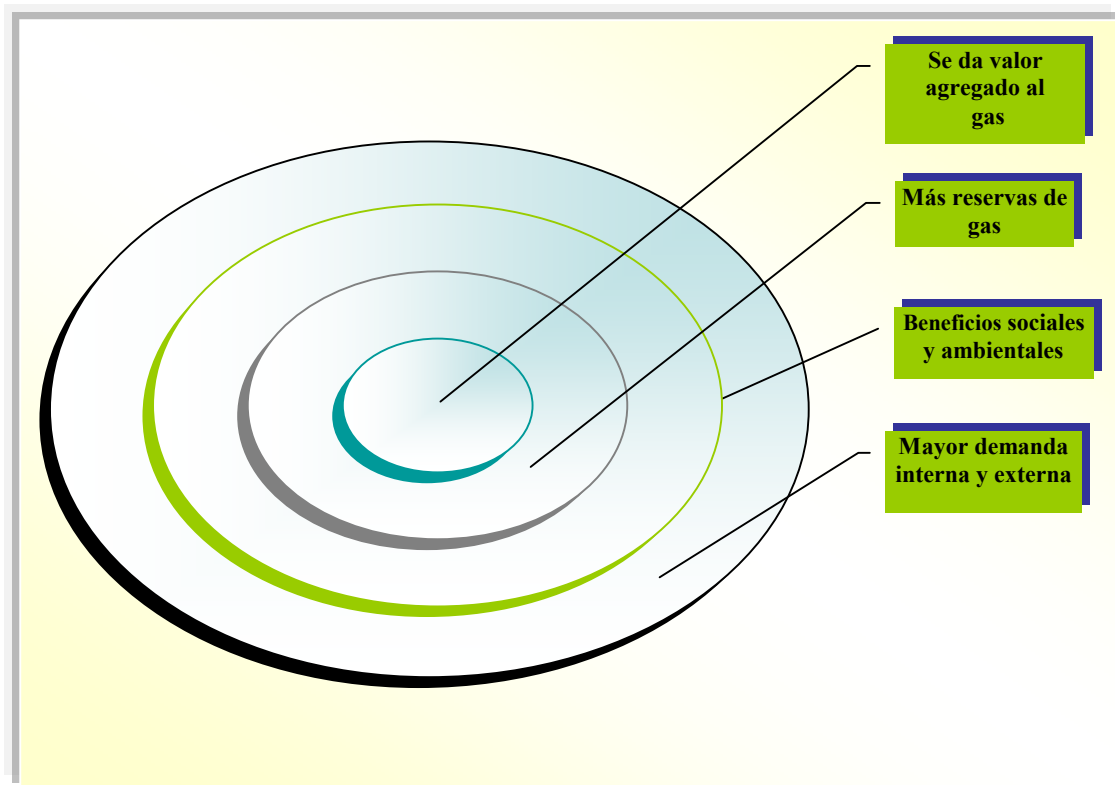 Se da valor
agregado al
gas
Más reservas de
gas
Beneficios sociales
y ambientales
Mayor demanda
interna y externa